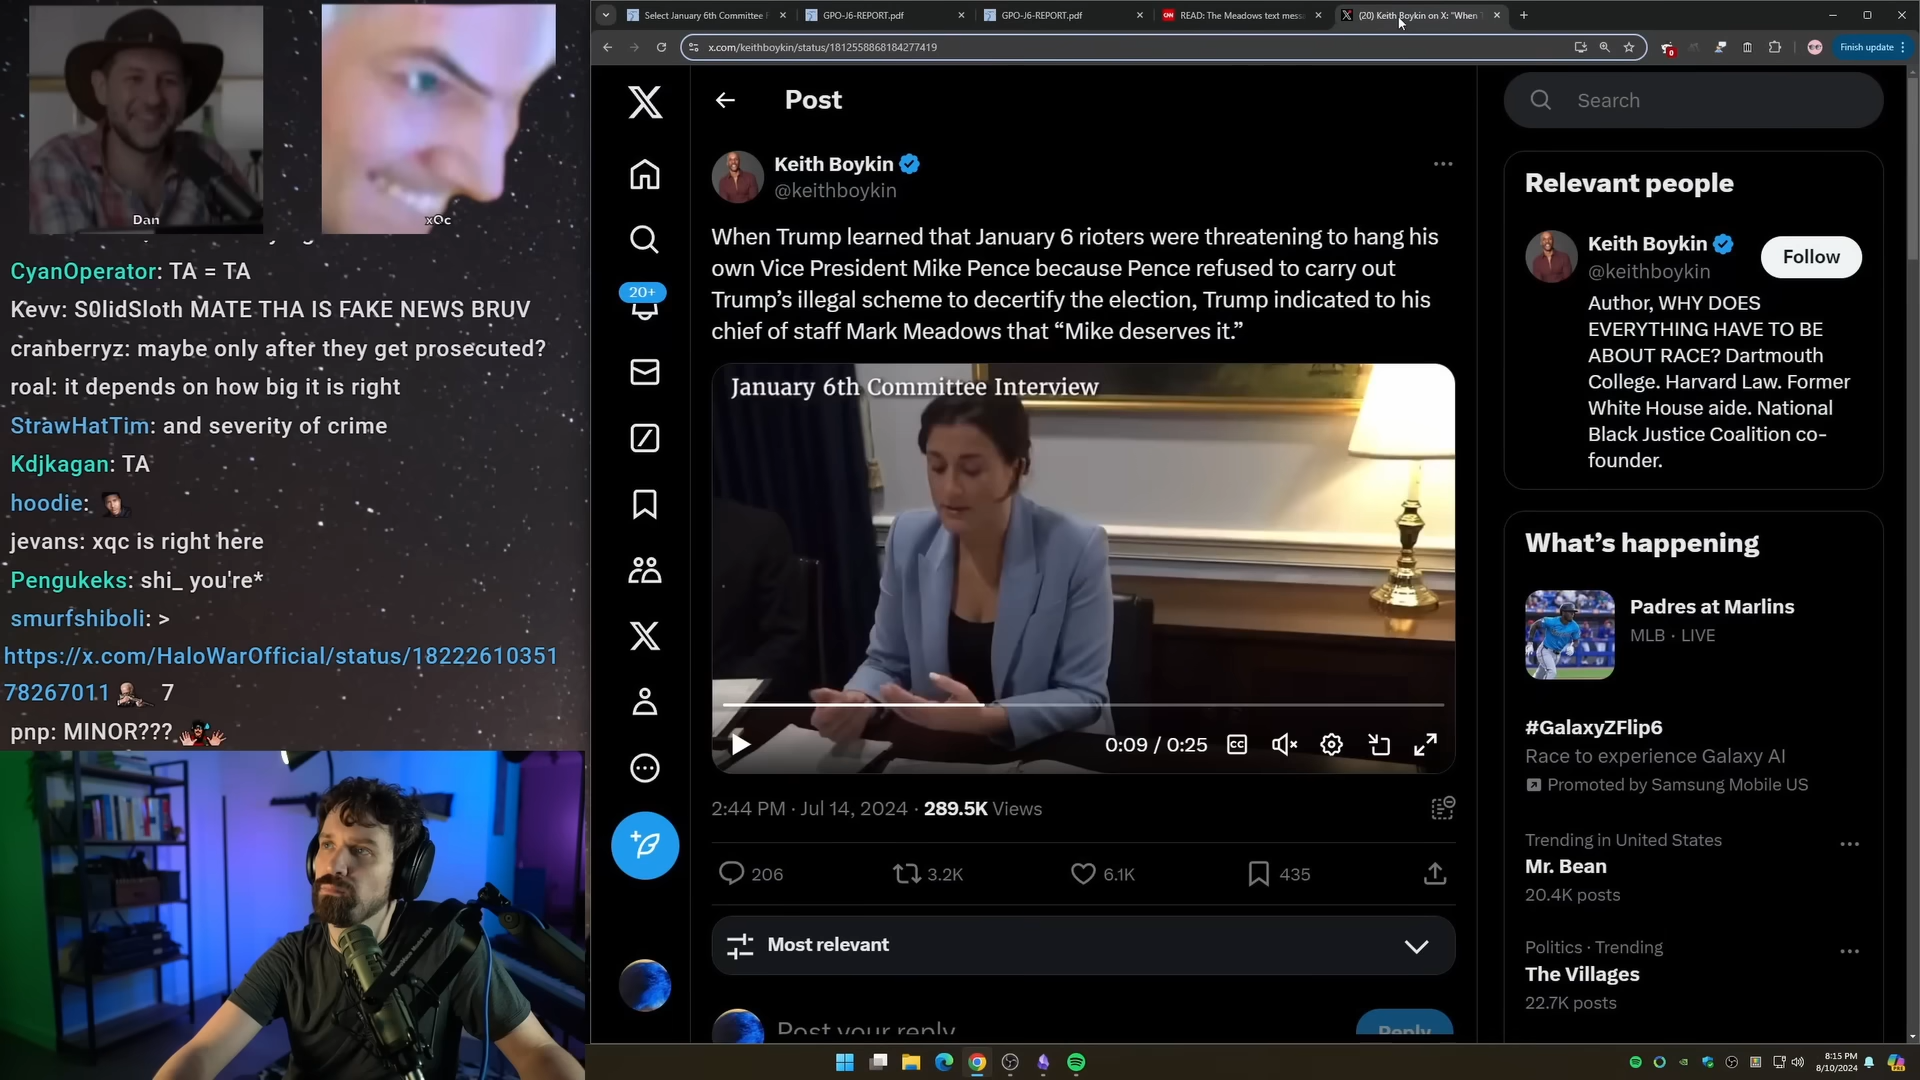 Dan
xQc
CyanOperator: TA = TA
Kevv: S0lidSloth MATE THA IS FAKE NEWS BRUV
cranberryz: maybe only after they get prosecuted?
roal: it depends on how big it is right
StrawHatTim: and severity of crime
Kdjkagan: TA
hoodie:
jevans: xqc is right here
Pengukeks: shi_ you're*
smurfshiboli: >
https://x.com/HaloWarOfficial/status/18222610351
78267011 7
pnp: MINOR???
Select January 6th Committee
GPO-J6-REPORT.pdf
GPO-J6-REPORT.pdf
READ: The Meadows text mess
(20) Keith Boykin on X: "When
x.com/keithboykin/status/1812558868184277419
Finish update
Post
Keith Boykin
@keithboykin
When Trump learned that January 6 rioters were threatening to hang his
own Vice President Mike Pence because Pence refused to carry out
Trump’s illegal scheme to decertify the election, Trump indicated to his
chief of staff Mark Meadows that “Mike deserves it.”
January 6th Committee Interview
0:09 / 0:25
CC
2:44 PM · Jul 14, 2024 · 289.5K Views
206
3.2K
6.1K
435
Most relevant
Post your reply
Reply
20+
Search
Relevant people
Keith Boykin
@keithboykin
Follow
Author, WHY DOES
EVERYTHING HAVE TO BE
ABOUT RACE? Dartmouth
College. Harvard Law. Former
White House aide. National
Black Justice Coalition co-
founder.
What’s happening
Padres at Marlins
MLB · LIVE
#GalaxyZFlip6
Race to experience Galaxy AI
Promoted by Samsung Mobile US
Trending in United States
Mr. Bean
20.4K posts
Politics · Trending
The Villages
22.7K posts
8:15 PM
8/10/2024